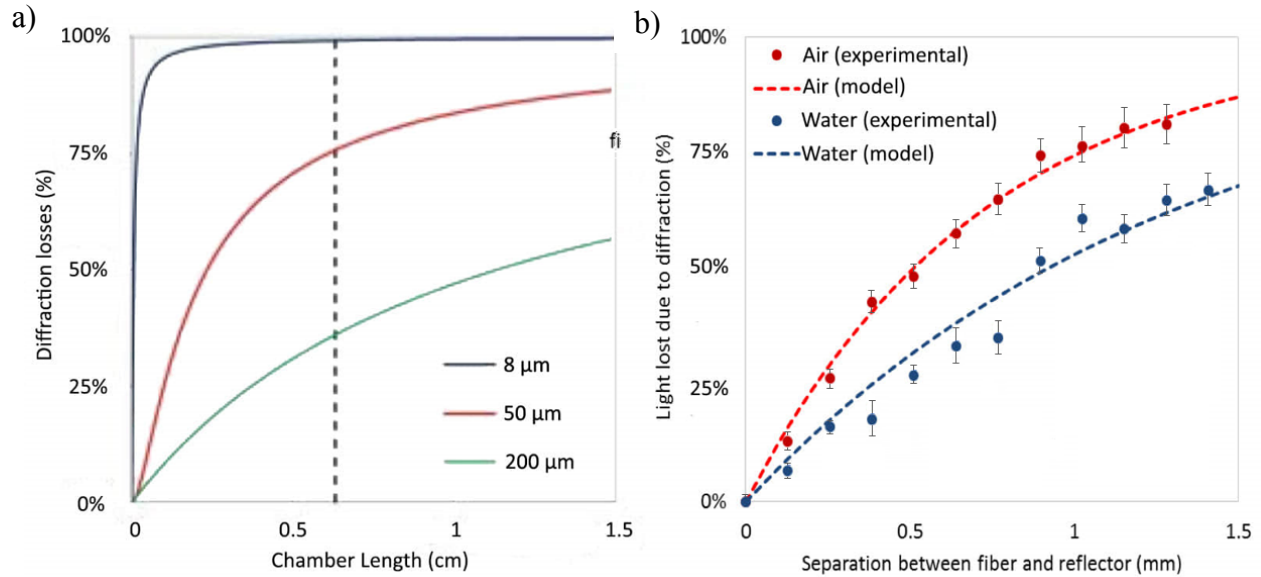 a)
100%
75%
50%
25%
0%
Diffraction losses (%)
8 µm
50 µm
200 µm
0
0.5
1
1.5
Chamber Length (cm)
fi
b)
100%
75%
50%
25%
0%
Light lost due to diffraction (%)
Air (experimental)
Air (model)
Water (experimental)
Water (model)
0
0.5
1
1.5
Separation between fiber and reflector (mm)